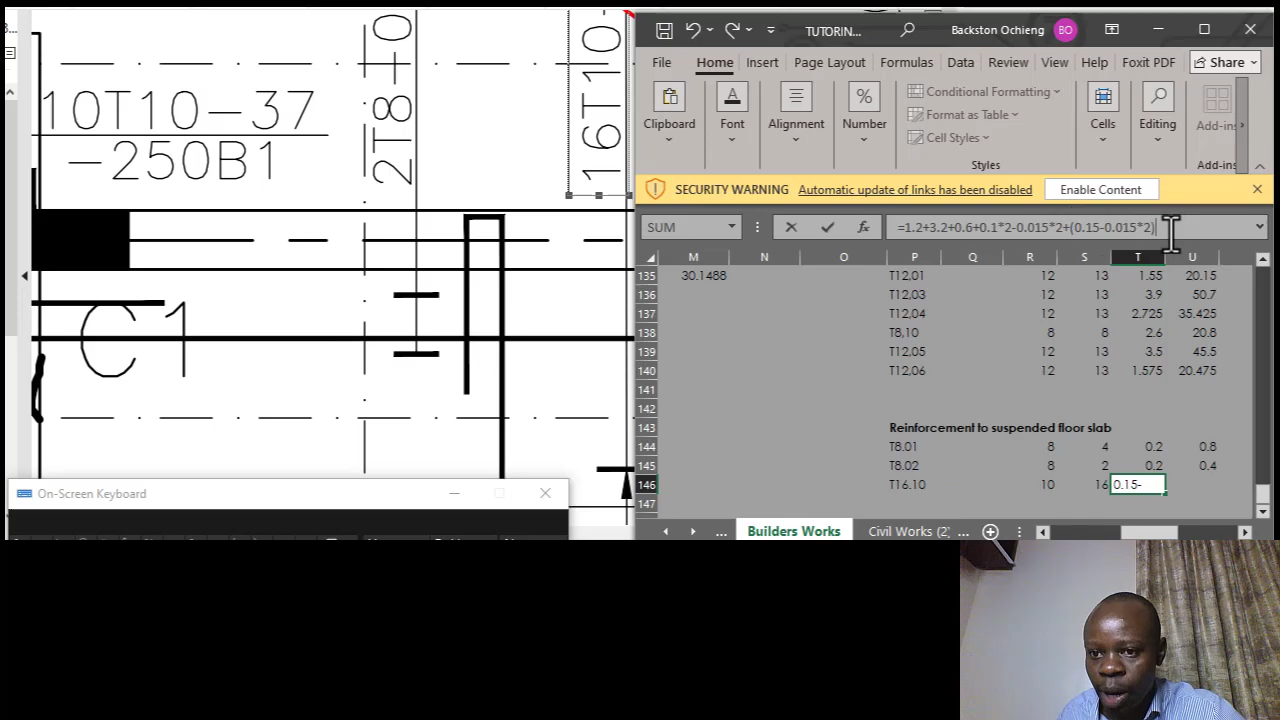 10T10-37
-250B1
2T8+0
16T10-
C1
On-Screen Keyboard
TUTORIN...
Backston Ochieng
BO
File Home Insert Page Layout Formulas Data Review View Help Foxit PDF Share
Clipboard
Font
Alignment
Number
Conditional Formatting
Format as Table
Cell Styles
Styles
Cells
Editing
Add-ins
Add-ins
SECURITY WARNING Automatic update of links has been disabled Enable Content
SUM =1.2+3.2+0.6+0.1*2-0.015*2+(0.15-0.015*2)
M N O P Q R S T U
135 30.1488 T12,01 12 13 1.55 20.15
136 T12,03 12 13 3.9 50.7
137 T12,04 12 13 2.725 35.425
138 T8,10 8 8 2.6 20.8
139 T12,05 12 13 3.5 45.5
140 T12,06 12 13 1.575 20.475
141
142
143 Reinforcement to suspended floor slab
144 T8.01 8 4 0.2 0.8
145 T8.02 8 2 0.2 0.4
146 T16.10 10 16 0.15-
147
... Builders Works Civil Works (2) ...